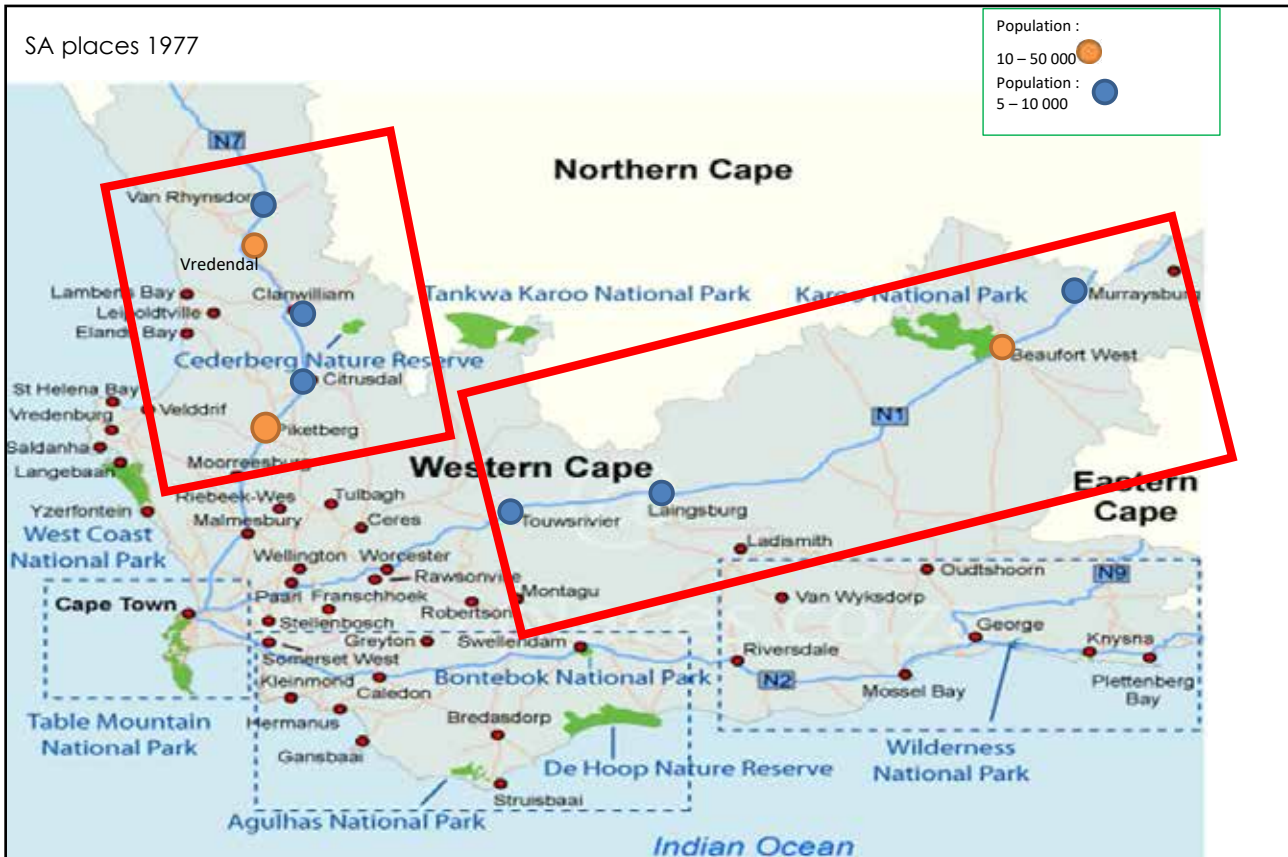 SA places 1977
Population :
10 – 50 000
Population :
5 – 10 000
N7
Northern Cape
Van Rhynsdor
Vredendal
Lamberts Bay
Clanwilliam
Leipoldtville
Elands Bay
Tankwa Karoo National Park
Karoo National Park
Murraysburg
Cederberg Nature Reserve
Citrusdal
Beaufort West
St Helena Bay
Velddrif
Vredenburg
Piketberg
N1
Saldanha
Langebaan
Moorreesburg
Western Cape
Riebeek-Wes
Tulbagh
Laingsburg
Eastern
Cape
Yzerfontein
Malmesbury
Ceres
Touwsrivier
West Coast
National Park
Wellington
Worcester
Ladismith
Rawsonville
Oudtshoorn
N9
Cape Town
Paarl
Franschhoek
Robertson
Montagu
Van Wyksdorp
Stellenbosch
George
Knysna
Greyton
Swellendam
Somerset West
Riversdale
Kleinmond
Caledon
Bontebok National Park
N2
Mossel Bay
Plettenberg
Bay
Table Mountain
National Park
Hermanus
Bredasdorp
Gansbaai
Wilderness
National Park
De Hoop Nature Reserve
Struisbaai
Agulhas National Park
Indian Ocean